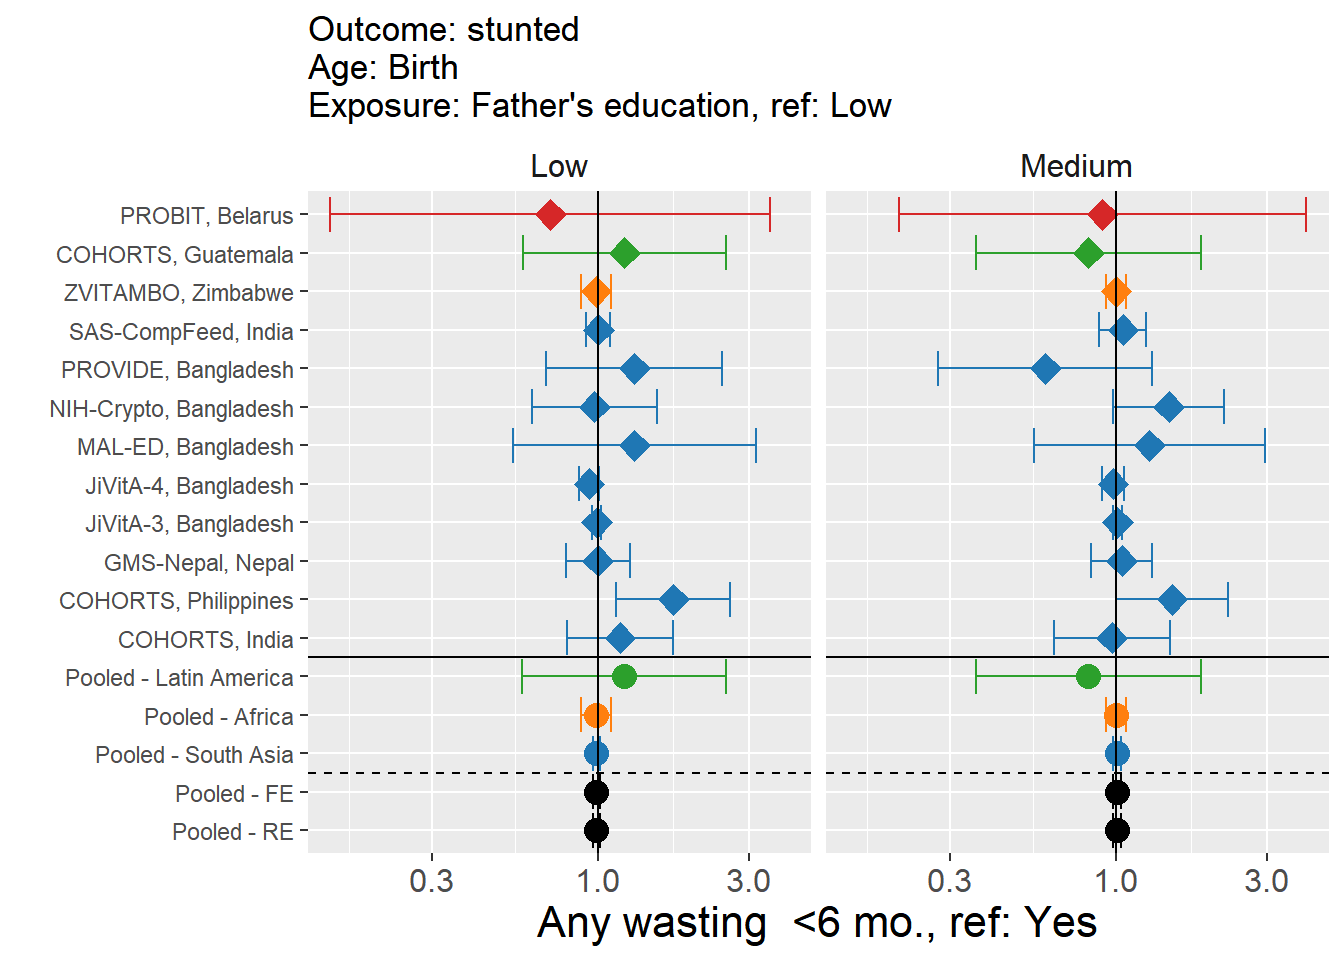 Outcome: stunted
Age: Birth
Exposure: Father's education, ref: Low
Low
Medium
PROBIT, Belarus
COHORTS, Guatemala
ZVITAMBO, Zimbabwe
SAS-CompFeed, India
PROVIDE, Bangladesh
NIH-Crypto, Bangladesh
MAL-ED, Bangladesh
JiVitA-4, Bangladesh
JiVitA-3, Bangladesh
GMS-Nepal, Nepal
COHORTS, Philippines
COHORTS, India
Pooled - Latin America
Pooled - Africa
Pooled - South Asia
Pooled - FE
Pooled - RE
0.3 1.0 3.0 0.3 1.0 3.0
Any wasting  <6 mo., ref: Yes